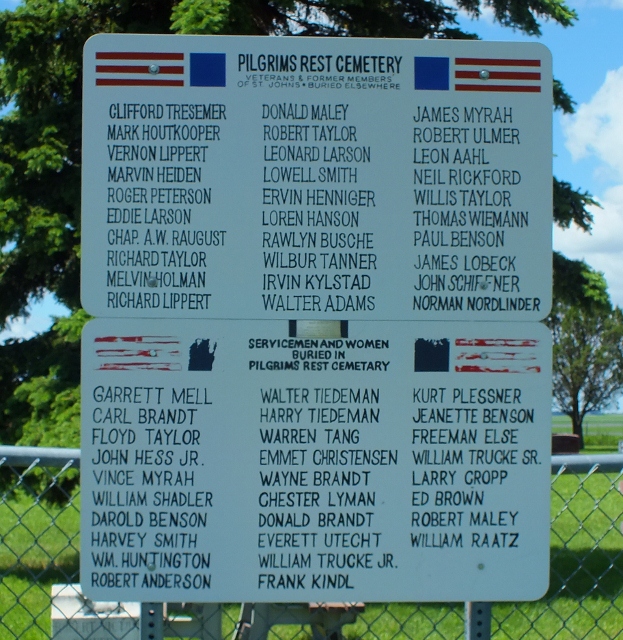 PILGRIMS REST CEMETERY
VETERANS & FORMER MEMBERS
OF ST. JOHNS • BURIED ELSEWHERE
CLIFFORD TRESEMER
MARK HOUTKOOPER
VERNON LIPPERT
MARVIN HEIDEN
ROGER PETERSON
EDDIE LARSON
CHAP. A.W. RAUGUST
RICHARD TAYLOR
MELVIN HOLMAN
RICHARD LIPPERT
DONALD MALEY
ROBERT TAYLOR
LEONARD LARSON
LOWELL SMITH
ERVIN HENNIGER
LOREN HANSON
RAWLYN BUSCHE
WILBUR TANNER
IRVIN KYLSTAD
WALTER ADAMS
JAMES MYRAH
ROBERT ULMER
LEON AAHL
NEIL RICKFORD
WILLIS TAYLOR
THOMAS WIEMANN
PAUL BENSON
JAMES LOBECK
JOHN
NORMAN NORDLINDER
SERVICEMEN AND WOMEN
BURIED IN
PILGRIMS REST CEMETARY
GARRETT MELL
CARL BRANDT
FLOYD TAYLOR
JOHN HESS JR.
VINCE MYRAH
WILLIAM SHADLER
DAROLD BENSON
HARVEY SMITH
WM. HUNTINGTON
ROBERT ANDERSON
WALTER TIEDEMAN
HARRY TIEDEMAN
WARREN TANG
EMMET CHRISTENSEN
WAYNE BRANDT
CHESTER LYMAN
DONALD BRANDT
EVERETT UTECHT
WILLIAM TRUCKE JR.
FRANK KINDL
KURT PLESSNER
JEANETTE BENSON
FREEMAN ELSE
WILLIAM TRUCKE SR.
LARRY CROPP
ED BROWN
ROBERT MALEY
WILLIAM RAATZ